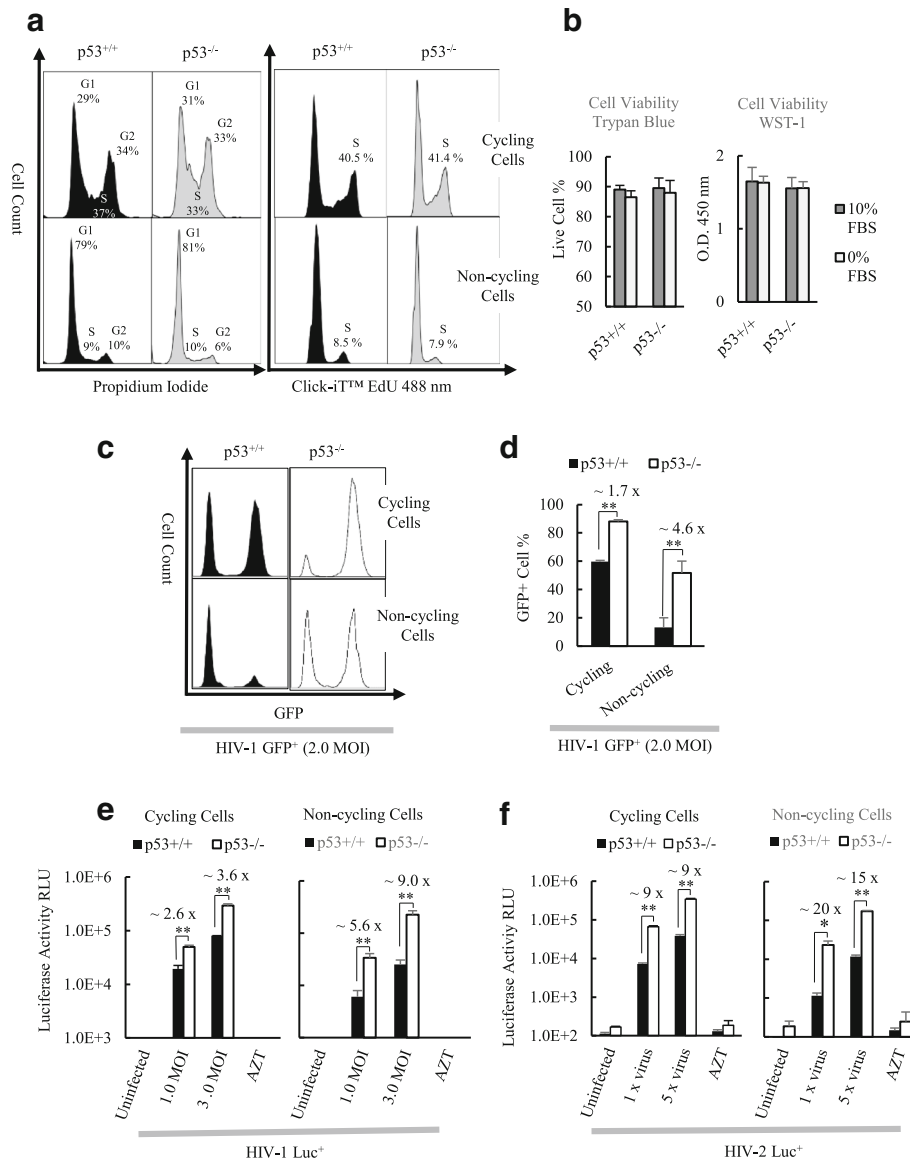 a
p53+/+
p53-/-
p53+/+
p53-/-
Cell Count
G1
29%
G2
34%
S
37%
G1
31%
G2
33%
S
33%
S
40.5 %
S
41.4 %
Cycling
Cells
G1
79%
S
9%
G2
10%
G1
81%
S
10%
G2
6%
S
8.5 %
S
7.9 %
Non-cycling
Cells
Propidium Iodide
Click-iT™ EdU 488 nm
b
Cell Viability
Trypan Blue
Live Cell %
100
90
80
70
60
50
p53+/+
p53-/-
Cell Viability
WST-1
O.D. 450 nm
2
1
0
p53+/+
p53-/-
10%
FBS
0%
FBS
c
p53+/+
p53-/-
Cell Count
Cycling
Cells
Non-cycling
Cells
GFP
HIV-1 GFP+ (2.0 MOI)
d
p53+/+
p53-/-
GFP+ Cell %
100
80
60
40
20
0
~ 1.7 x
**
~ 4.6 x
**
Cycling
Non-cycling
HIV-1 GFP+ (2.0 MOI)
e
Cycling Cells
p53+/+
p53-/-
Luciferase Activity RLU
1.0E+6
1.0E+5
1.0E+4
1.0E+3
~ 2.6 x
**
~ 3.6 x
**
Uninfected
1.0 MOI
3 .0 MOI
AZT
Non-cycling Cells
p53+/+
p53-/-
~ 5.6 x
**
~ 9.0 x
**
Uninfected
1.0 MOI
3.0 MOI
AZT
HIV-1 Luc+
f
Cycling Cells
p53+/+
p53-/-
Luciferase Activity RLU
1.0E+6
1.0E+5
1.0E+4
1.0E+3
1.0E+2
~ 9 x
**
~ 9 x
**
Uninfected
1 x virus
5 x virus
AZT
Non-cycling Cells
p53+/+
p53-/-
~ 20 x
*
~ 15 x
**
Uninfected
1 x virus
5 x virus
AZT
HIV-2 Luc+